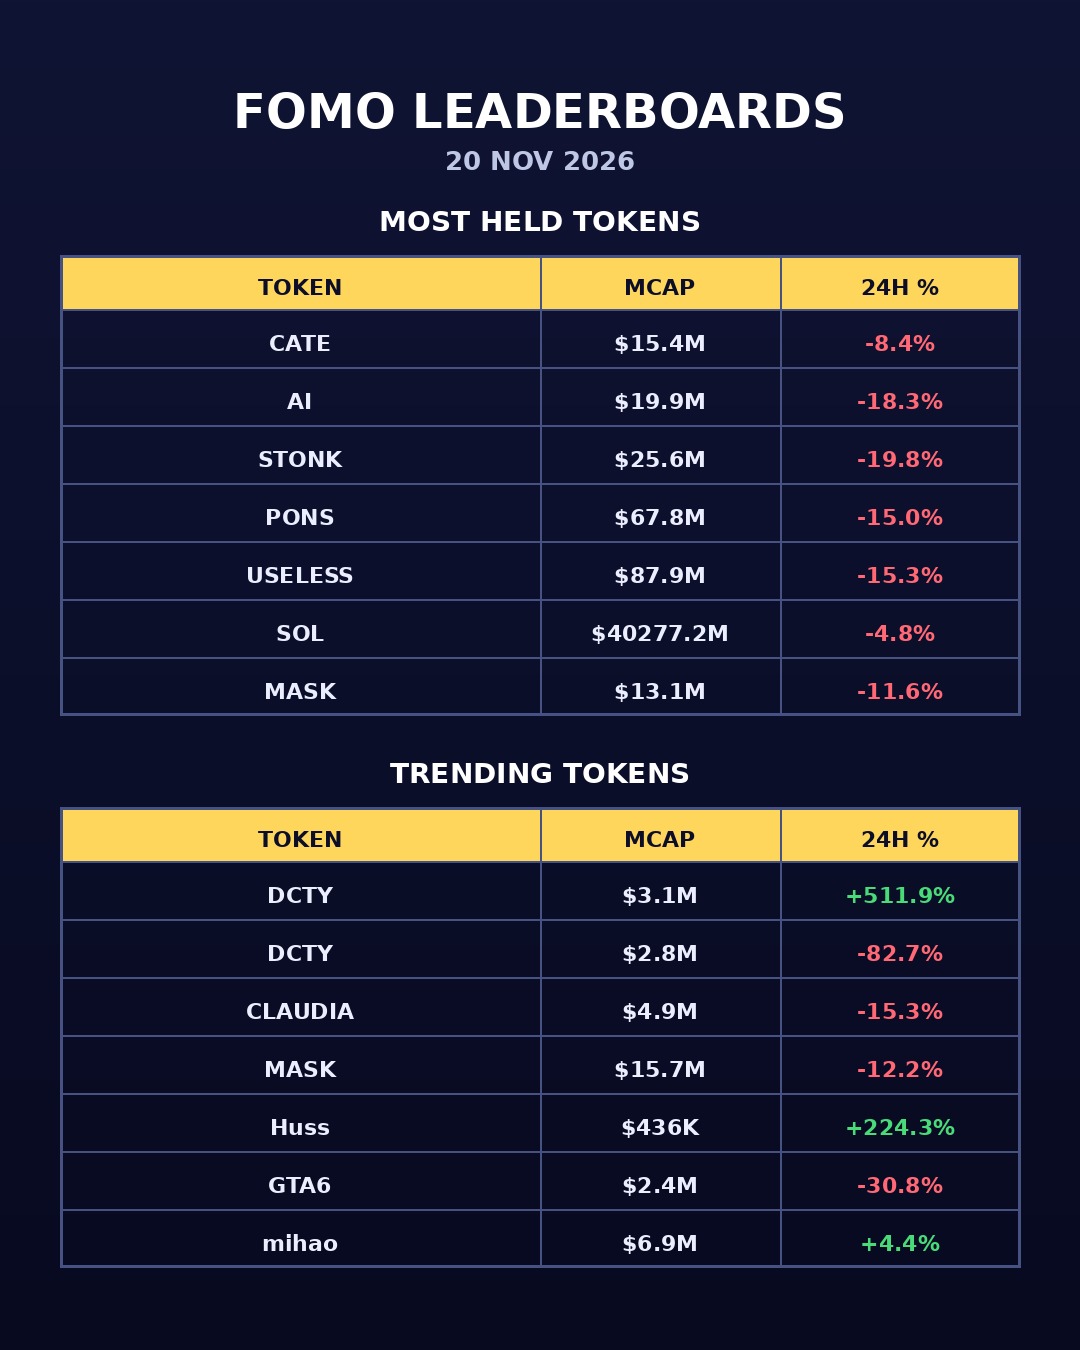 FOMO LEADERBOARDS
20 NOV 2026
MOST HELD TOKENS
TOKEN MCAP 24H %
CATE $15.4M -8.4%
AI $19.9M -18.3%
STONK $25.6M -19.8%
PONS $67.8M -15.0%
USELESS $87.9M -15.3%
SOL $40277.2M -4.8%
MASK $13.1M -11.6%
TRENDING TOKENS
TOKEN MCAP 24H %
DCTY $3.1M +511.9%
DCTY $2.8M -82.7%
CLAUDIA $4.9M -15.3%
MASK $15.7M -12.2%
Huss $436K +224.3%
GTA6 $2.4M -30.8%
mihao $6.9M +4.4%